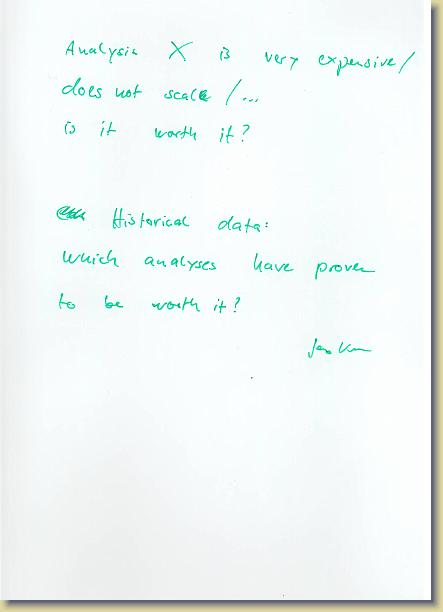 Analysis X is very expensive /
does not scale / ...
is it worth it?
Historical data:
which analyses have proven
to be worth it?